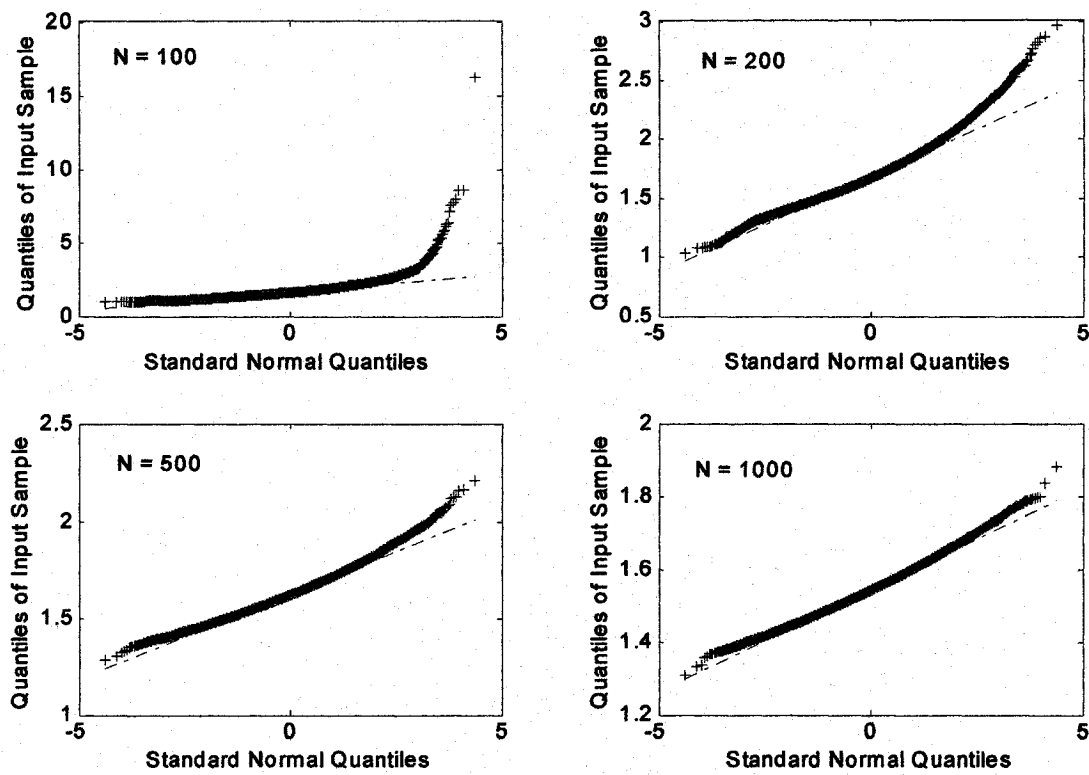 N = 100
Quantiles of Input Sample
20
15
10
5
0
-5
0
5
Standard Normal Quantiles
N = 200
Quantiles of Input Sample
3
2.5
2
1.5
1
0.5
-5
0
5
Standard Normal Quantiles
N = 500
Quantiles of Input Sample
2.5
2
1.5
1
-5
0
5
Standard Normal Quantiles
N = 1000
Quantiles of Input Sample
2
1.8
1.6
1.4
1.2
-5
0
5
Standard Normal Quantiles